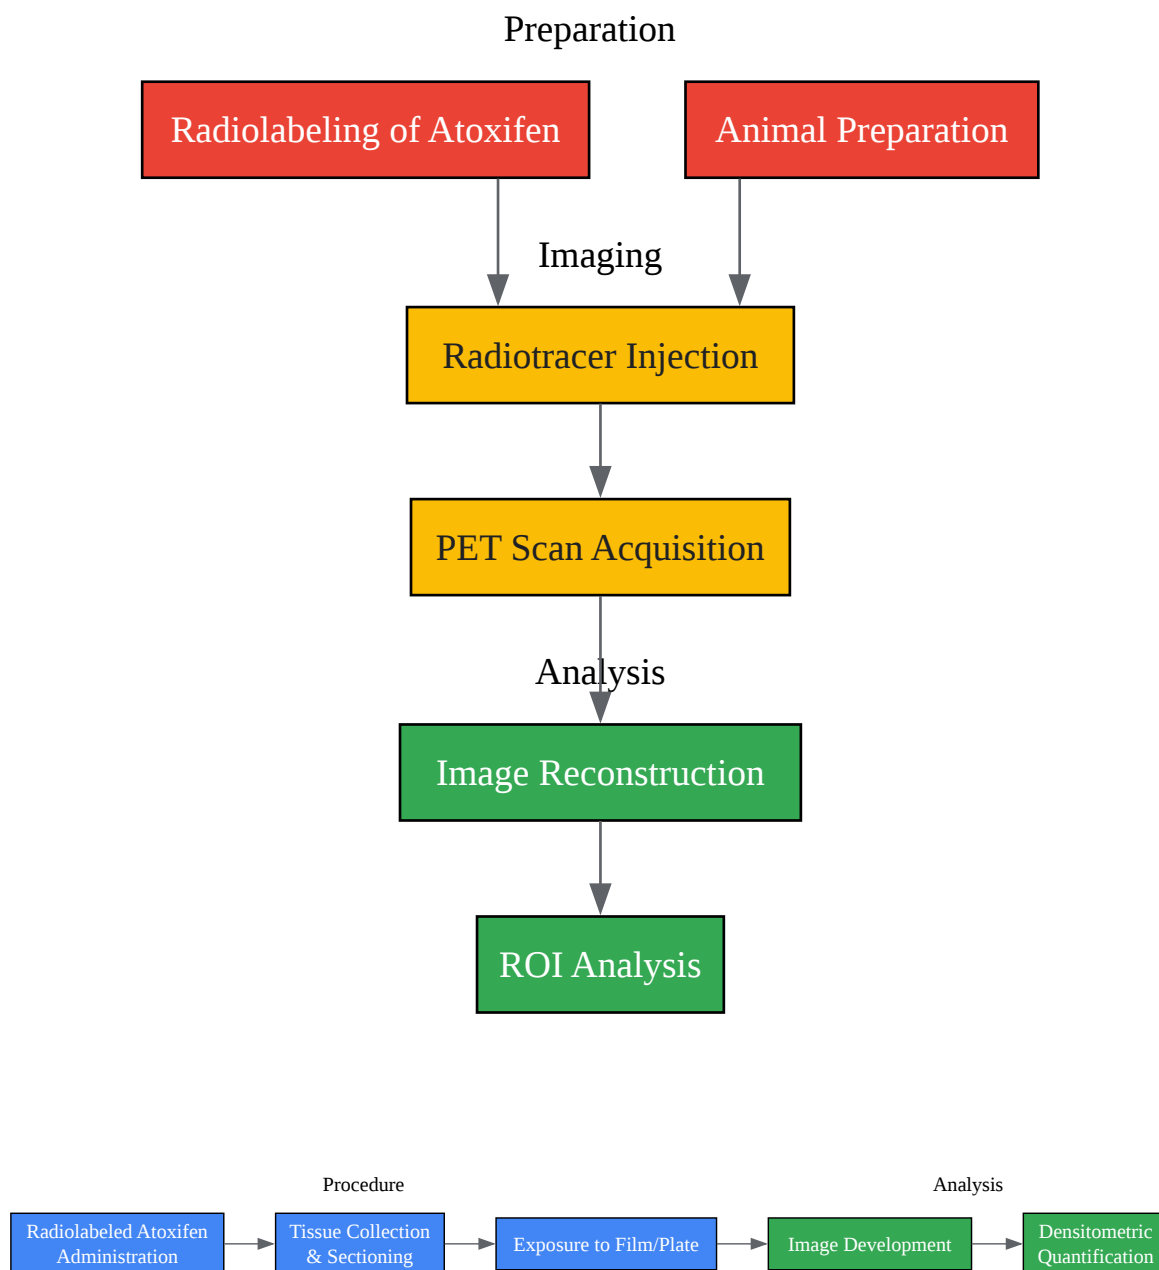 Preparation
Radiolabeling of Atoxifen
Animal Preparation
Imaging
Radiotracer Injection
PET Scan Acquisition
Analysis
Image Reconstruction
ROI Analysis
Procedure
Analysis
Radiolabeled Atoxifen
Administration
Tissue Collection
& Sectioning
Exposure to Film/Plate
Image Development
Densitometric
Quantification